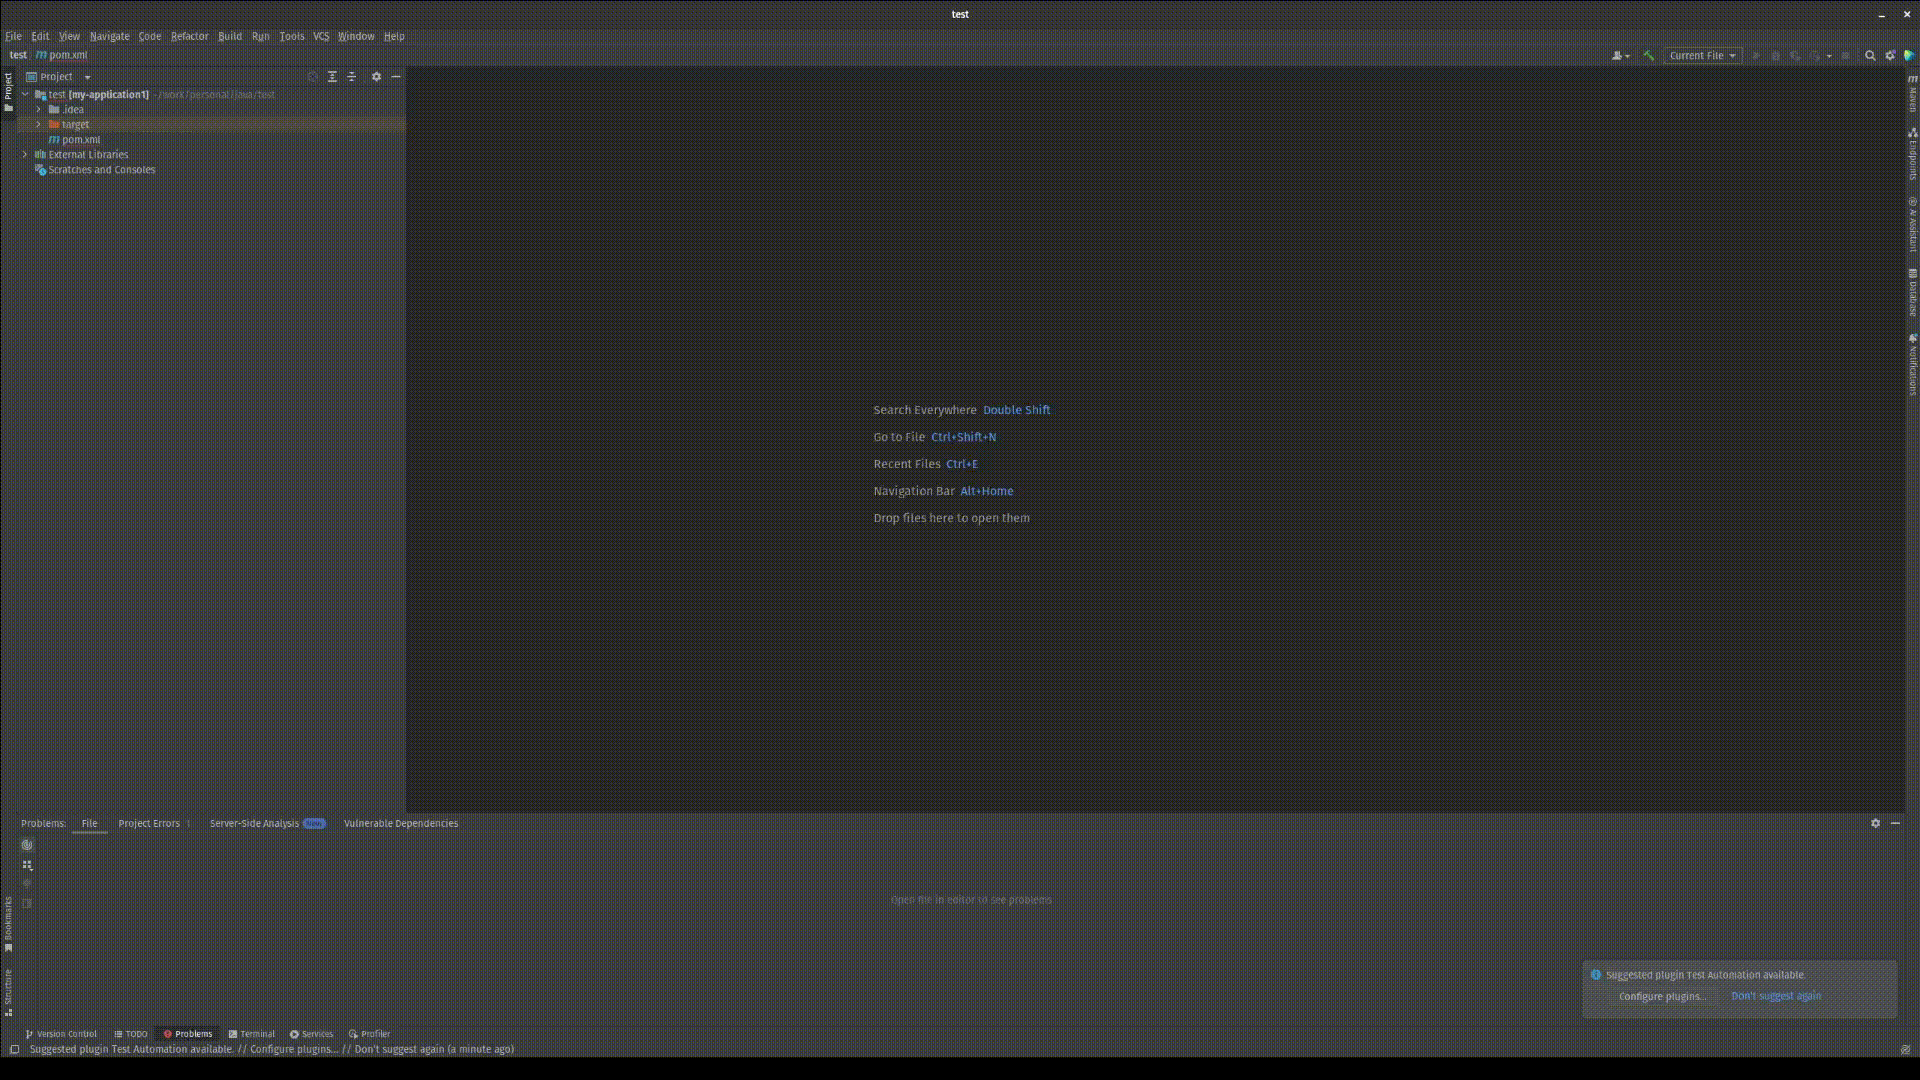 test
File Edit View Navigate Code Refactor Build Run Tools VCS Window Help
test pom.xml
Current File
Project
Project
test [my-application1] ~/work/personal/java/test
.idea
target
pom.xml
External Libraries
Scratches and Consoles
Maven
Endpoints
AI Assistant
Database
Notifications
Search Everywhere Double Shift
Go to File Ctrl+Shift+N
Recent Files Ctrl+E
Navigation Bar Alt+Home
Drop files here to open them
Problems: File Project Errors 1 Server-Side Analysis New Vulnerable Dependencies
Open file in editor to see problems
Bookmarks
Structure
Suggested plugin Test Automation available.
Configure plugins... Don't suggest again
Version Control TODO Problems Terminal Services Profiler
Suggested plugin Test Automation available. // Configure plugins... // Don't suggest again (a minute ago)